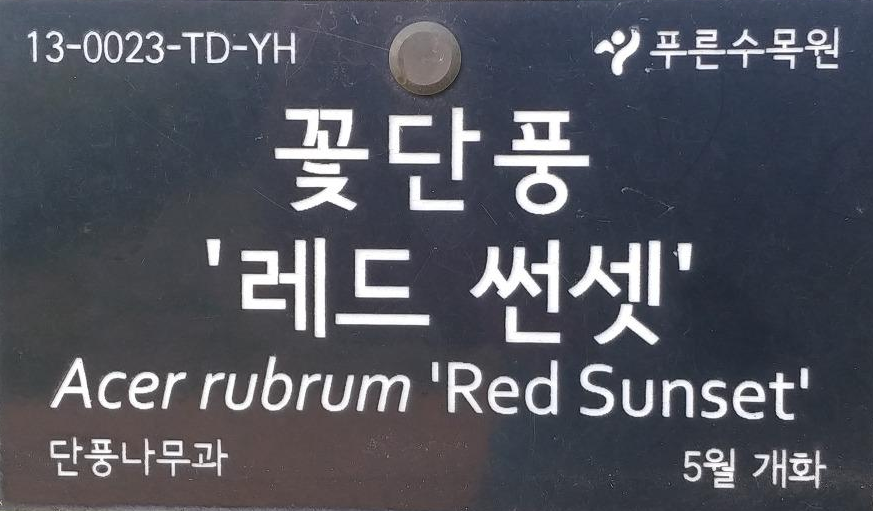 13-0023-TD-YH 푸른수목원
꽃단풍
'레드 썬셋'
Acer rubrum 'Red Sunset'
단풍나무과 5월 개화